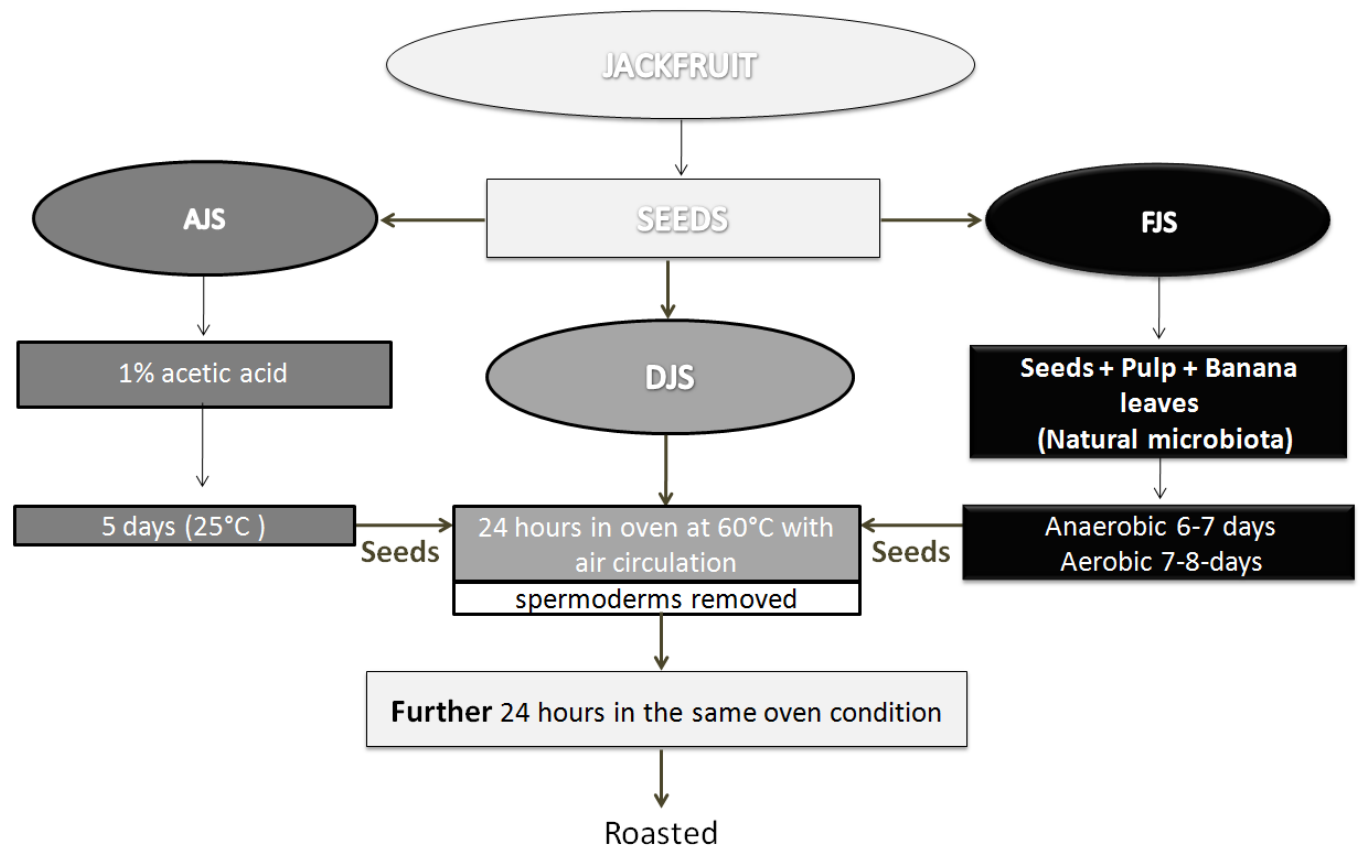 JACKFRUIT
AJS
SEEDS
FJS
1% acetic acid
DJS
Seeds + Pulp + Banana
leaves
(Natural microbiota)
5 days (25°C )
Seeds
24 hours in oven at 60°C with
air circulation
spermoderms removed
Seeds
Anaerobic 6-7 days
Aerobic 7-8-days
Further 24 hours in the same oven condition
Roasted